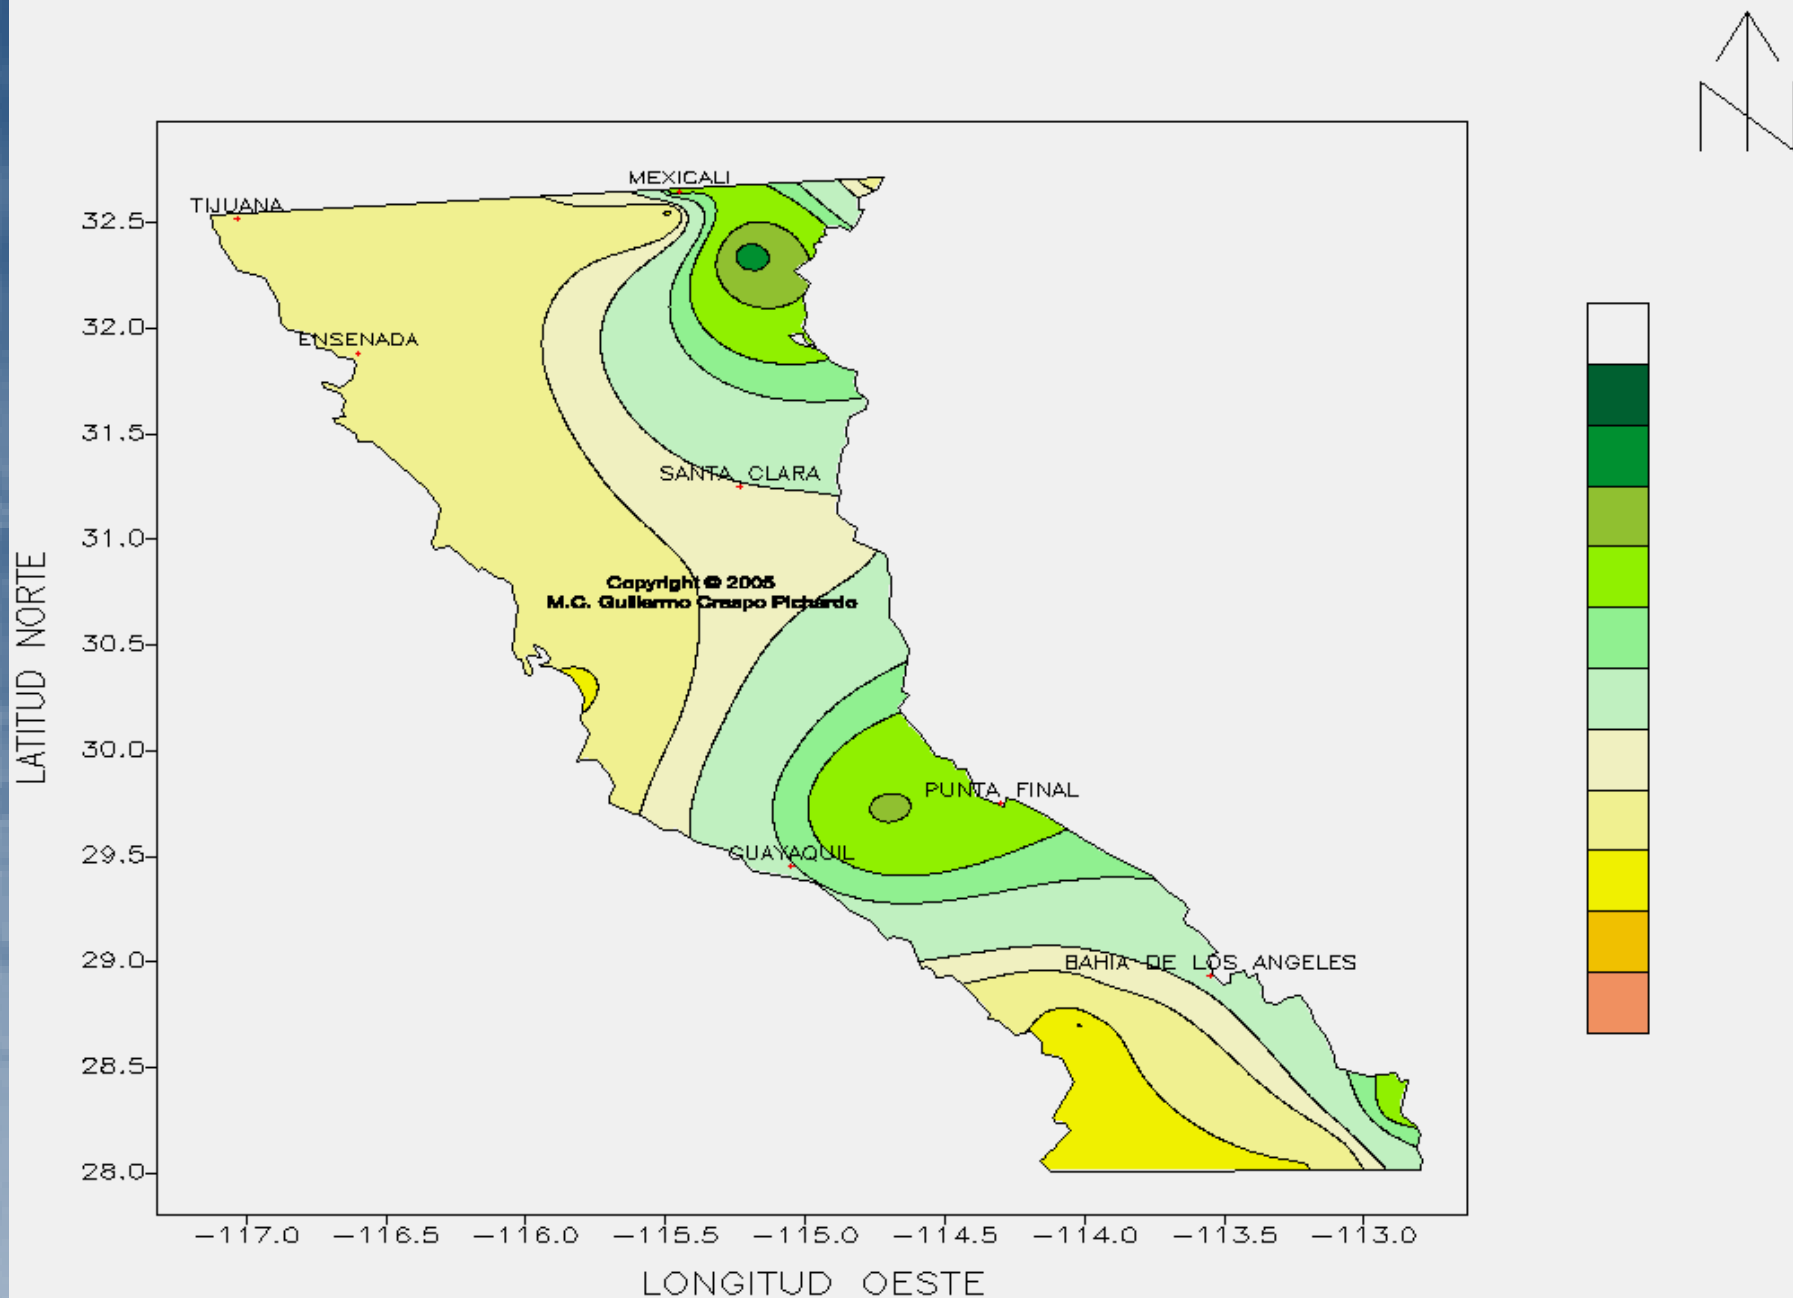 N
MEXICALI
TIJUANA
32.5
32.0
ENSENADA
31.5
SANTA CLARA
31.0
Copyright © 2005
M.C. Guillermo Crespo Pichardo
30.5
30.0
PUNTA FINAL
29.5
GUAYAQUIL
29.0
BAHIA DE LOS ANGELES
28.5
28.0
LATITUD NORTE
-117.0 -116.5 -116.0 -115.5 -115.0 -114.5 -114.0 -113.5 -113.0
LONGITUD OESTE